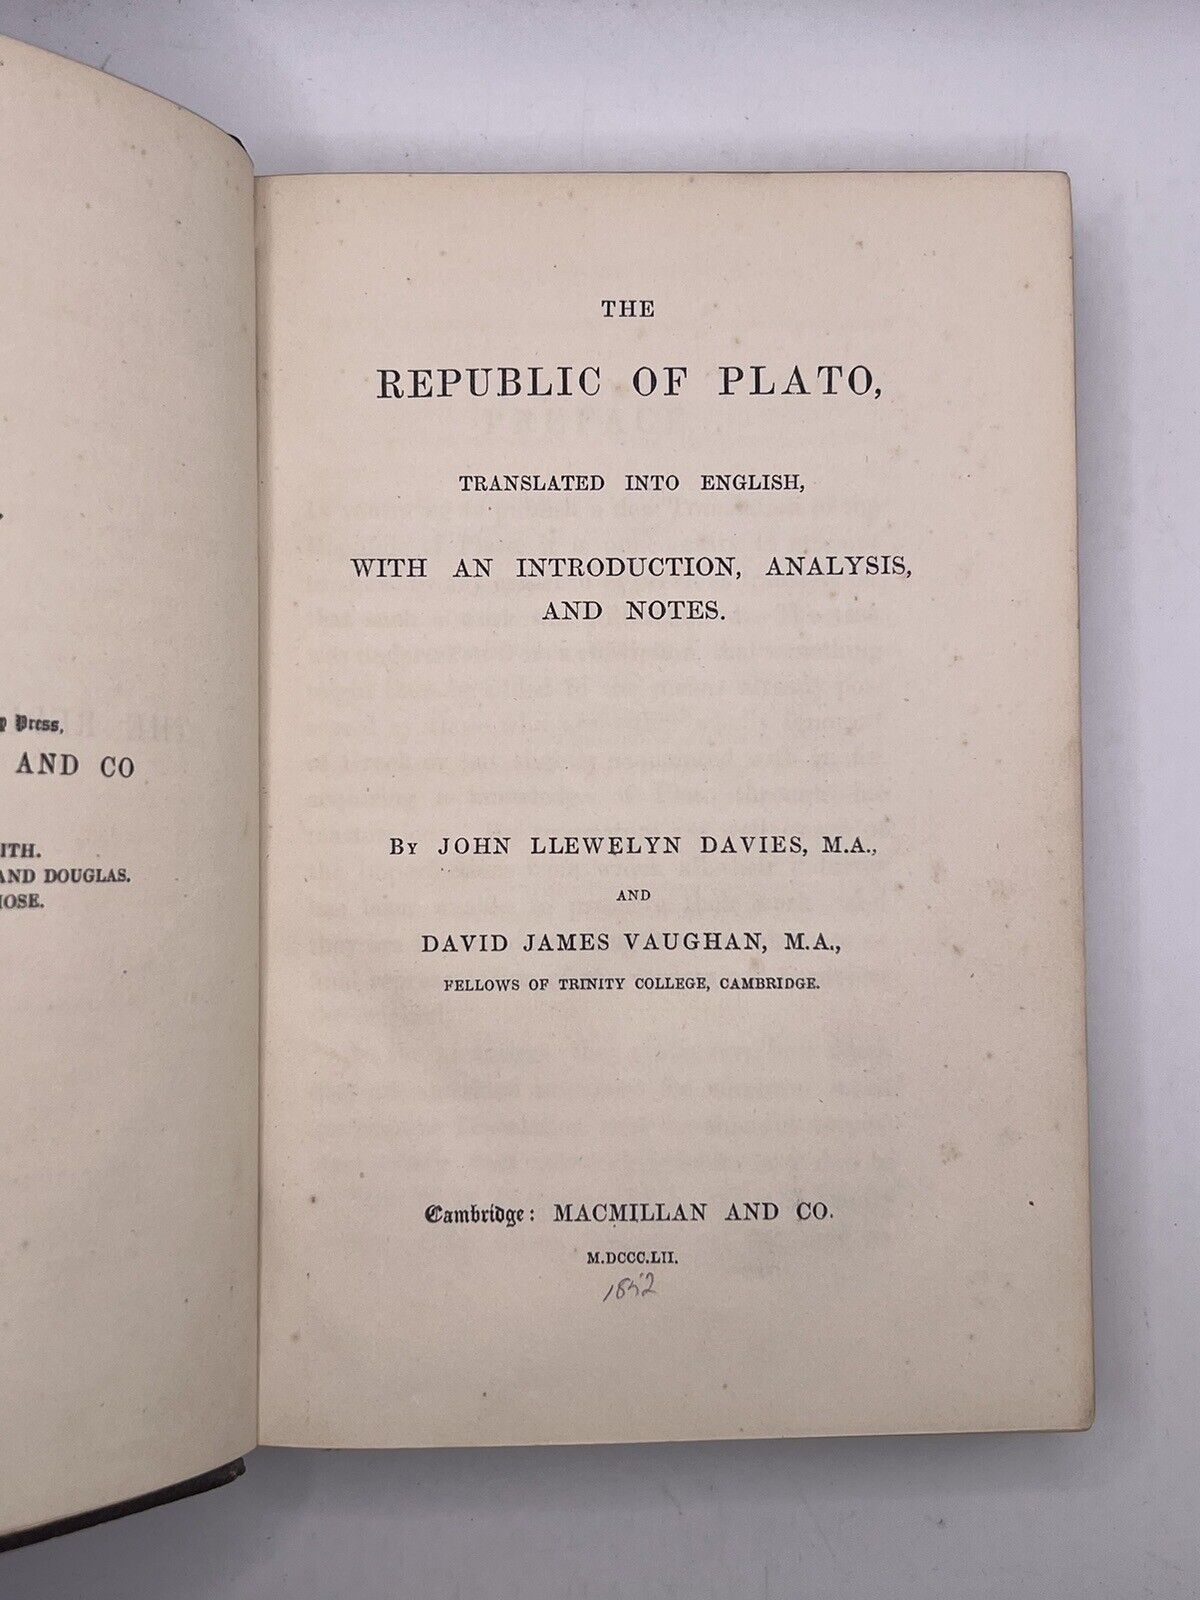 Press,
AND CO
AND DOUGLAS.
THE
REPUBLIC OF PLATO,
TRANSLATED INTO ENGLISH,
WITH AN INTRODUCTION, ANALYSIS,
AND NOTES.
BY JOHN LLEWELYN DAVIES, M.A.,
AND
DAVID JAMES VAUGHAN, M.A.,
FELLOWS OF TRINITY COLLEGE, CAMBRIDGE.
Cambridge: MACMILLAN AND CO.
M.DCCC.LII.
1852